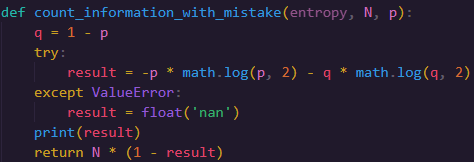 def count_information_with_mistake(entropy, N, p):
    q = 1 - p
    try:
        result = -p * math.log(p, 2) - q * math.log(q, 2)
    except ValueError:
        result = float('nan')
    print(result)
    return N * (1 - result)